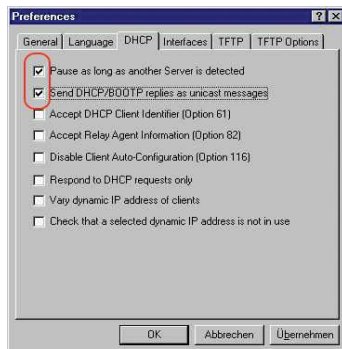 Preferences
General Language DHCP Interfaces TFTP TFTP Options
Pause as long as another Server is detected
Send DHCP/BOOTP replies as unicast messages
Accept DHCP Client Identifier (Option 61)
Accept Relay Agent Information (Option 82)
Disable Client Auto-Configuration (Option 116)
Respond to DHCP requests only
Vary dynamic IP address of clients
Check that a selected dynamic IP address is not in use
OK Abbrechen Übernehmen